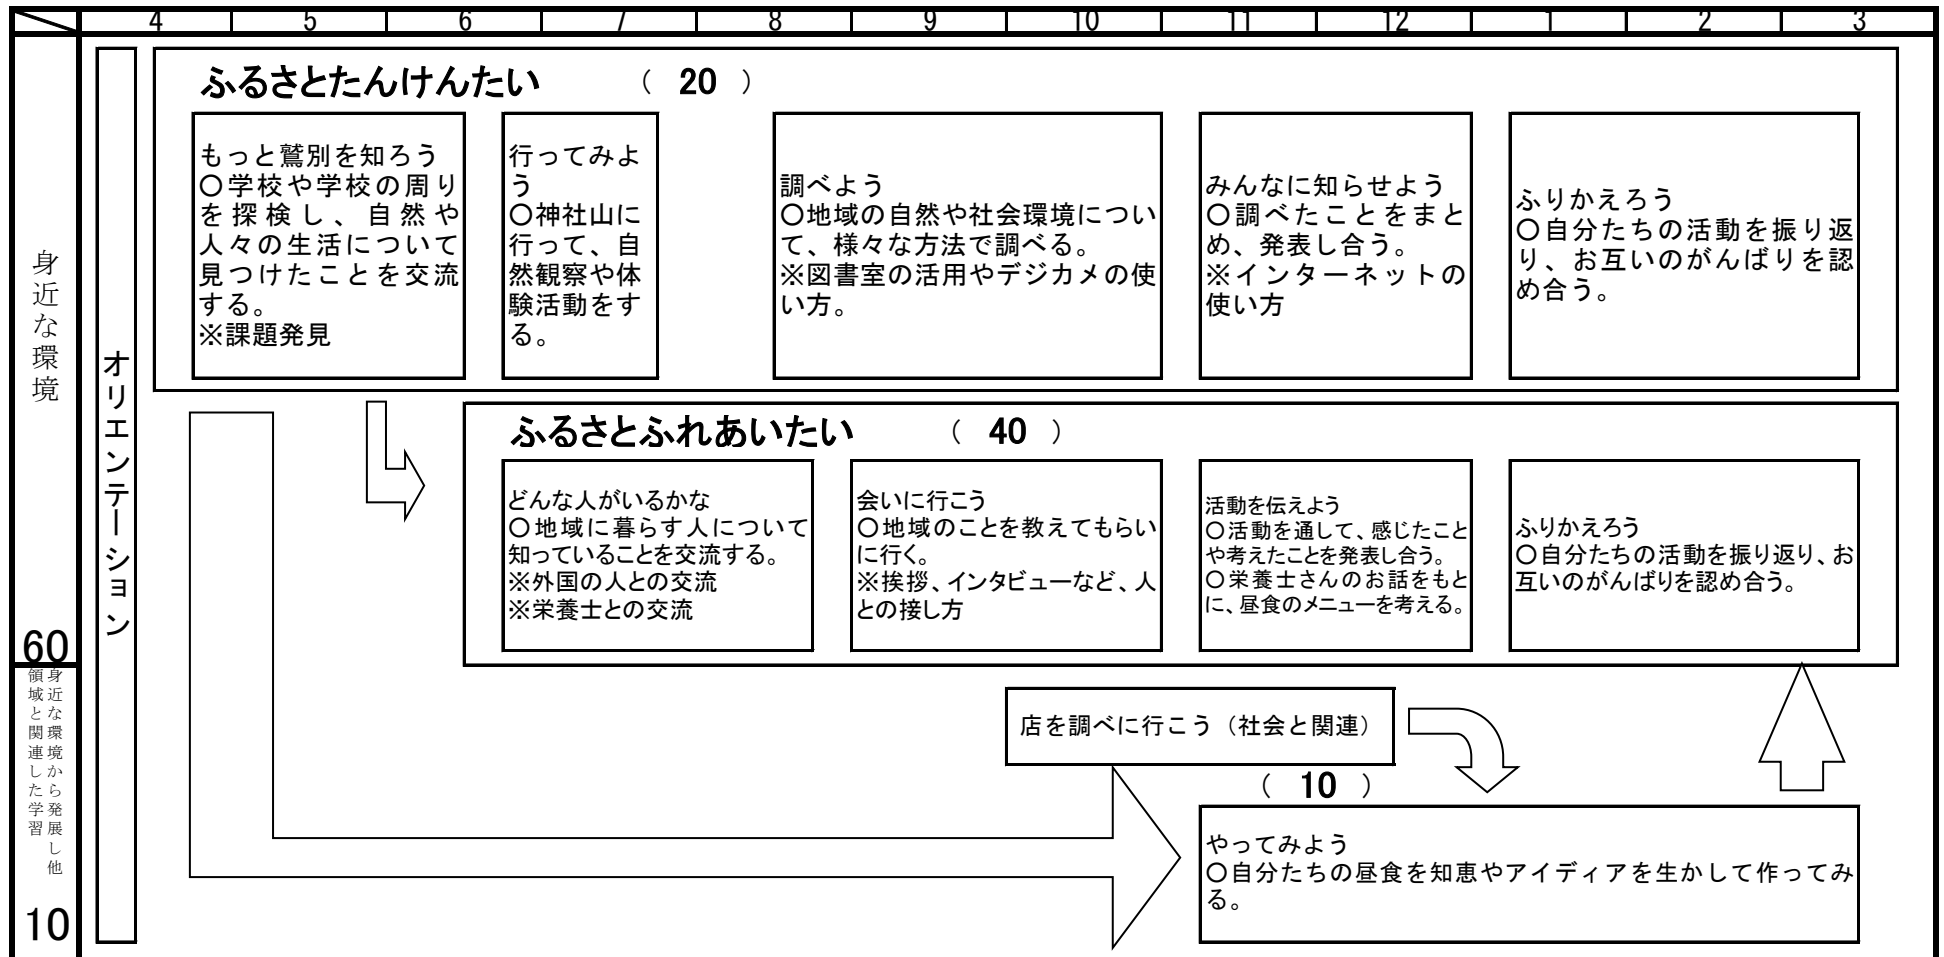 4 5 6 7 8 9 10 11 12 1 2 3
身近な環境
60
身近な環境から発展し他
領域と関連した学習
10
オリエンテーション
ふるさとたんけんたい （ 20 ）
もっと鷲別を知ろう
○学校や学校の周り
を探検し、自然や
人々の生活について
見つけたことを交流
する。
※課題発見
行ってみよ
う
○神社山に
行って、自
然観察や体
験活動をす
る。
調べよう
○地域の自然や社会環境につい
て、様々な方法で調べる。
※図書室の活用やデジカメの使
い方。
みんなに知らせよう
○調べたことをまと
め、発表し合う。
※インターネットの
使い方
ふりかえろう
○自分たちの活動を振り返
り、お互いのがんばりを認
め合う。
ふるさとふれあいたい （ 40 ）
どんな人がいるかな
○地域に暮らす人について
知っていることを交流する。
※外国の人との交流
※栄養士との交流
会いに行こう
○地域のことを教えてもらい
に行く。
※挨拶、インタビューなど、人
との接し方
活動を伝えよう
○活動を通して、感じたこと
や考えたことを発表し合う。
○栄養士さんのお話をもと
に、昼食のメニューを考える。
ふりかえろう
○自分たちの活動を振り返り、お
互いのがんばりを認め合う。
店を調べに行こう（社会と関連）
（ 10 ）
やってみよう
○自分たちの昼食を知恵やアイディアを生かして作ってみ
る。